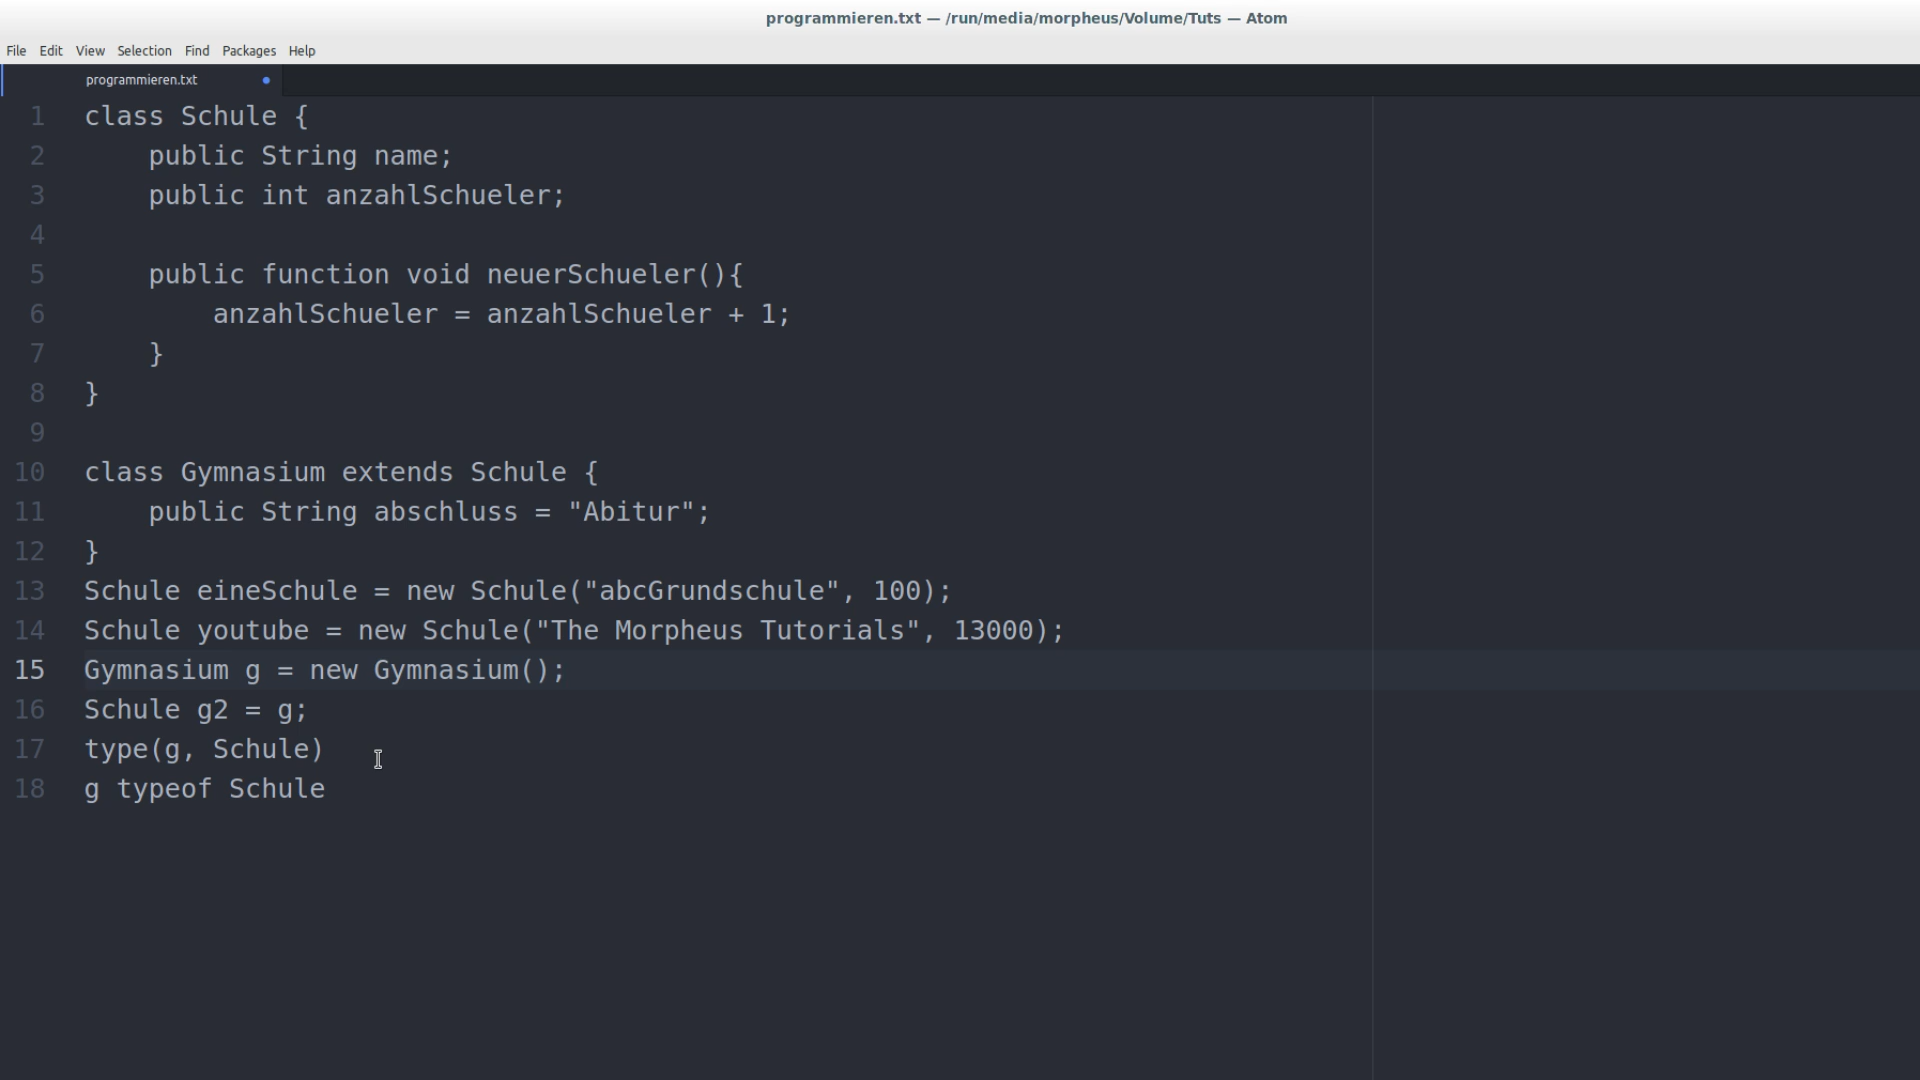 programmieren.txt — /run/media/morpheus/Volume/Tuts — Atom
File Edit View Selection Find Packages Help
programmieren.txt
1 class Schule {
2     public String name;
3     public int anzahlSchueler;
4
5     public function void neuerSchueler(){
6         anzahlSchueler = anzahlSchueler + 1;
7     }
8 }
9
10 class Gymnasium extends Schule {
11     public String abschluss = "Abitur";
12 }
13 Schule eineSchule = new Schule("abcGrundschule", 100);
14 Schule youtube = new Schule("The Morpheus Tutorials", 13000);
15 Gymnasium g = new Gymnasium();
16 Schule g2 = g;
17 type(g, Schule)
18 g typeof Schule